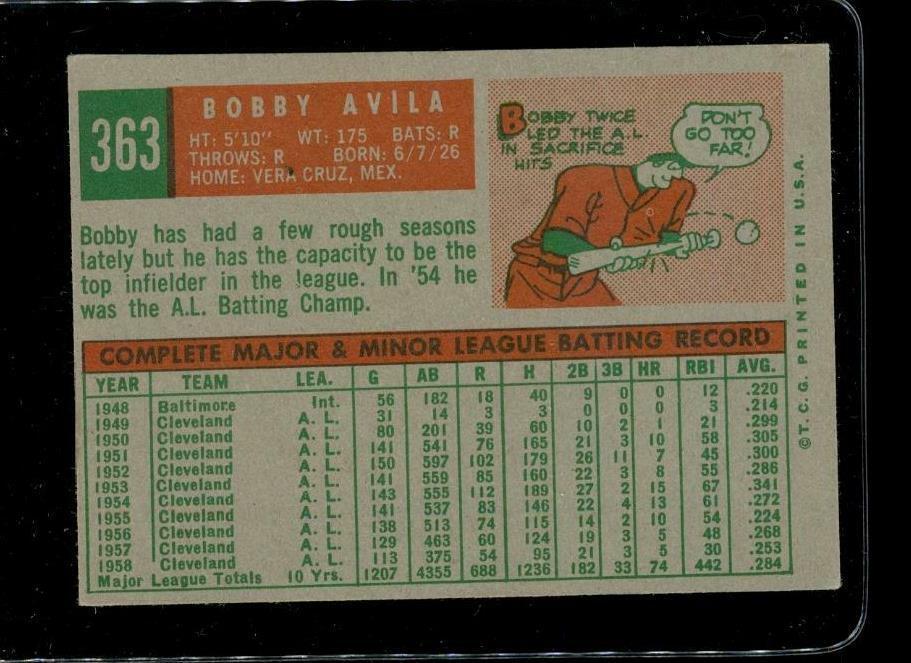 363
BOBBY AVILA
HT: 5'10" WT: 175 BATS: R
THROWS: R BORN: 6/7/26
HOME: VERA CRUZ, MEX.
BOBBY TWICE
LED THE A.L.
IN SACRIFICE
HITS
DON'T
GO TOO
FAR!
Bobby has had a few rough seasons
lately but he has the capacity to be the
top infielder in the league. In '54 he
was the A.L. Batting Champ.
COMPLETE MAJOR & MINOR LEAGUE BATTING RECORD
YEAR TEAM LEA. G AB R H 2B 3B HR RBI AVG.
1948 Baltimore Int. 56 182 18 40 9 0 0 12 .220
1949 Cleveland A. L. 31 14 3 3 0 0 0 3 .214
1950 Cleveland A. L. 80 201 39 60 10 2 1 21 .299
1951 Cleveland A. L. 141 541 76 165 21 3 10 58 .305
1952 Cleveland A. L. 150 597 102 179 26 11 7 45 .300
1953 Cleveland A. L. 141 559 85 160 22 3 8 55 .286
1954 Cleveland A. L. 143 555 112 189 27 2 15 67 .341
1955 Cleveland A. L. 141 537 83 146 22 4 13 61 .272
1956 Cleveland A. L. 138 513 74 115 14 2 10 54 .224
1957 Cleveland A. L. 129 463 60 124 19 3 5 48 .268
1958 Cleveland A. L. 113 375 54 95 21 3 5 30 .253
Major League Totals 10 Yrs. 1207 4355 688 1236 182 33 74 442 .284
©T.C.G. PRINTED IN U.S.A.